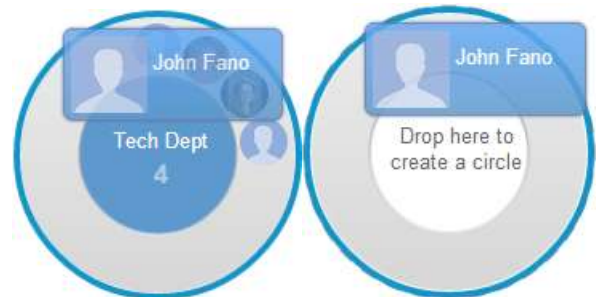 John Fano
Tech Dept
4
John Fano
Drop here to
create a circle